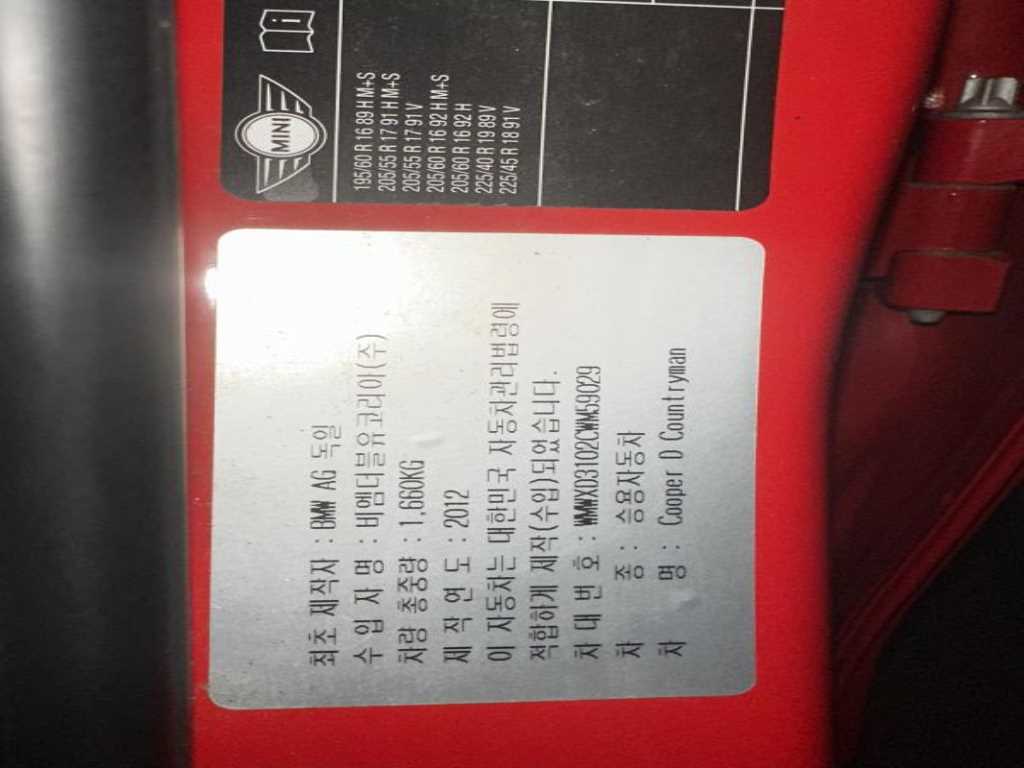 MINI
195/60 R 16 89 H M+S
205/55 R 17 91 H M+S
205/55 R 17 91 V
205/60 R 16 92 H M+S
205/60 R 16 92 H
225/40 R 19 89 V
225/45 R 18 91 V
최초 제작자 : BMW AG 독일
수 입 자 명 : 비엠더블유코리아(주)
차량 총중량 : 1,660KG
제 작 연 도 : 2012
이 자동차는 대한민국 자동차관리법령에
적합하게 제작(수입)되었습니다.
차 대 번 호 : WMWXD3102CWM59029
차 종 : 승용자동차
차 명 : Cooper D Countryman